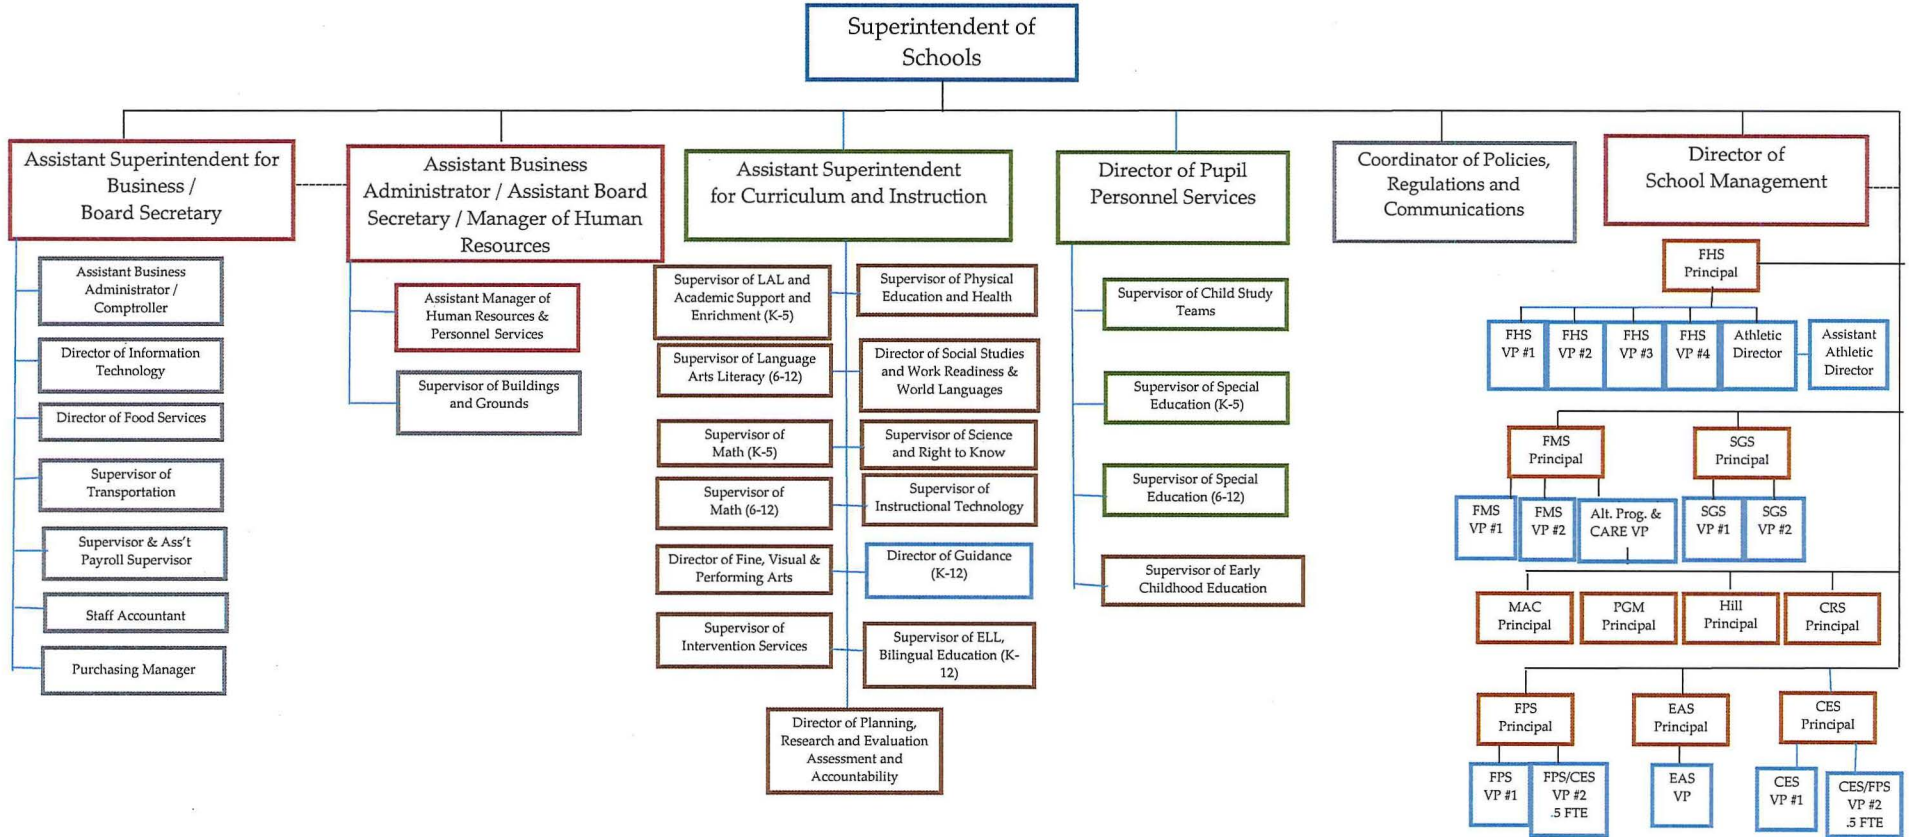 Superintendent of
Schools
Assistant Superintendent for
Business /
Board Secretary
Assistant Business
Administrator / Assistant Board
Secretary / Manager of Human
Resources
Assistant Superintendent
for Curriculum and Instruction
Director of Pupil
Personnel Services
Coordinator of Policies,
Regulations and
Communications
Director of
School Management
Assistant Business
Administrator /
Comptroller
Director of Information
Technology
Director of Food Services
Supervisor of
Transportation
Supervisor & Ass't
Payroll Supervisor
Staff Accountant
Purchasing Manager
Assistant Manager of
Human Resources &
Personnel Services
Supervisor of Buildings
and Grounds
Supervisor of LAL and
Academic Support and
Enrichment (K-5)
Supervisor of Physical
Education and Health
Supervisor of Language
Arts Literacy (6-12)
Director of Social Studies
and Work Readiness &
World Languages
Supervisor of
Math (K-5)
Supervisor of Science
and Right to Know
Supervisor of
Math (6-12)
Supervisor of
Instructional Technology
Director of Fine, Visual &
Performing Arts
Director of Guidance
(K-12)
Supervisor of
Intervention Services
Supervisor of ELL,
Bilingual Education (K-
12)
Director of Planning,
Research and Evaluation
Assessment and
Accountability
Supervisor of Child Study
Teams
Supervisor of Special
Education (K-5)
Supervisor of Special
Education (6-12)
Supervisor of Early
Childhood Education
FHS
Principal
FHS
VP #1
FHS
VP #2
FHS
VP #3
FHS
VP #4
Athletic
Director
Assistant
Athletic
Director
FMS
Principal
SGS
Principal
FMS
VP #1
FMS
VP #2
Alt. Prog. &
CARE VP
SGS
VP #1
SGS
VP #2
MAC
Principal
PGM
Principal
Hill
Principal
CRS
Principal
FPS
Principal
EAS
Principal
CES
Principal
FPS
VP #1
FPS/CES
VP #2
.5 FTE
EAS
VP
CES
VP #1
CES/FPS
VP #2
.5 FTE